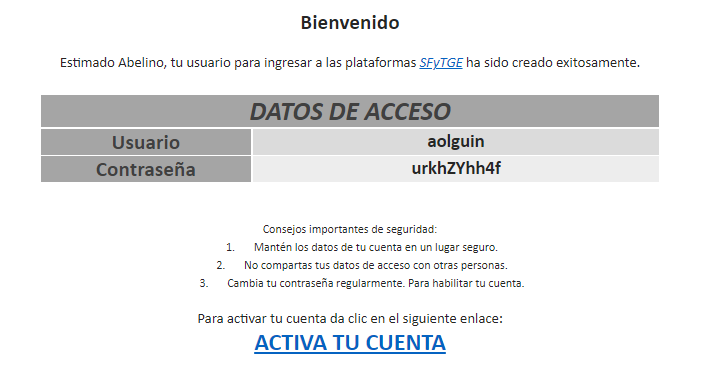 Bienvenido
Estimado Abelino, tu usuario para ingresar a las plataformas SFyTGE ha sido creado exitosamente.
DATOS DE ACCESO
Usuario aolguin
Contraseña urkhZYhh4f
Consejos importantes de seguridad:
1. Mantén los datos de tu cuenta en un lugar seguro.
2. No compartas tus datos de acceso con otras personas.
3. Cambia tu contraseña regularmente. Para habilitar tu cuenta.
Para activar tu cuenta da clic en el siguiente enlace:
ACTIVA TU CUENTA